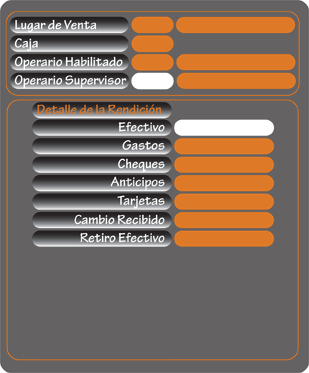 Lugar de Venta
Caja
Operario Habilitado
Operario Supervisor
Detalle de la Rendición
Efectivo
Gastos
Cheques
Anticipos
Tarjetas
Cambio Recibido
Retiro Efectivo